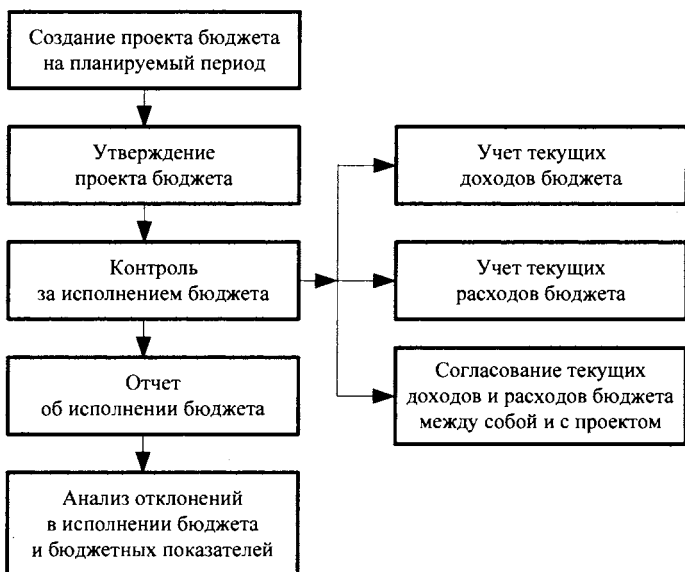 Создание проекта бюджета
на планируемый период
Утверждение
проекта бюджета
Учет текущих
доходов бюджета
Контроль
за исполнением бюджета
Учет текущих
расходов бюджета
Отчет
об исполнении бюджета
Согласование текущих
доходов и расходов бюджета
между собой и с проектом
Анализ отклонений
в исполнении бюджета
и бюджетных показателей